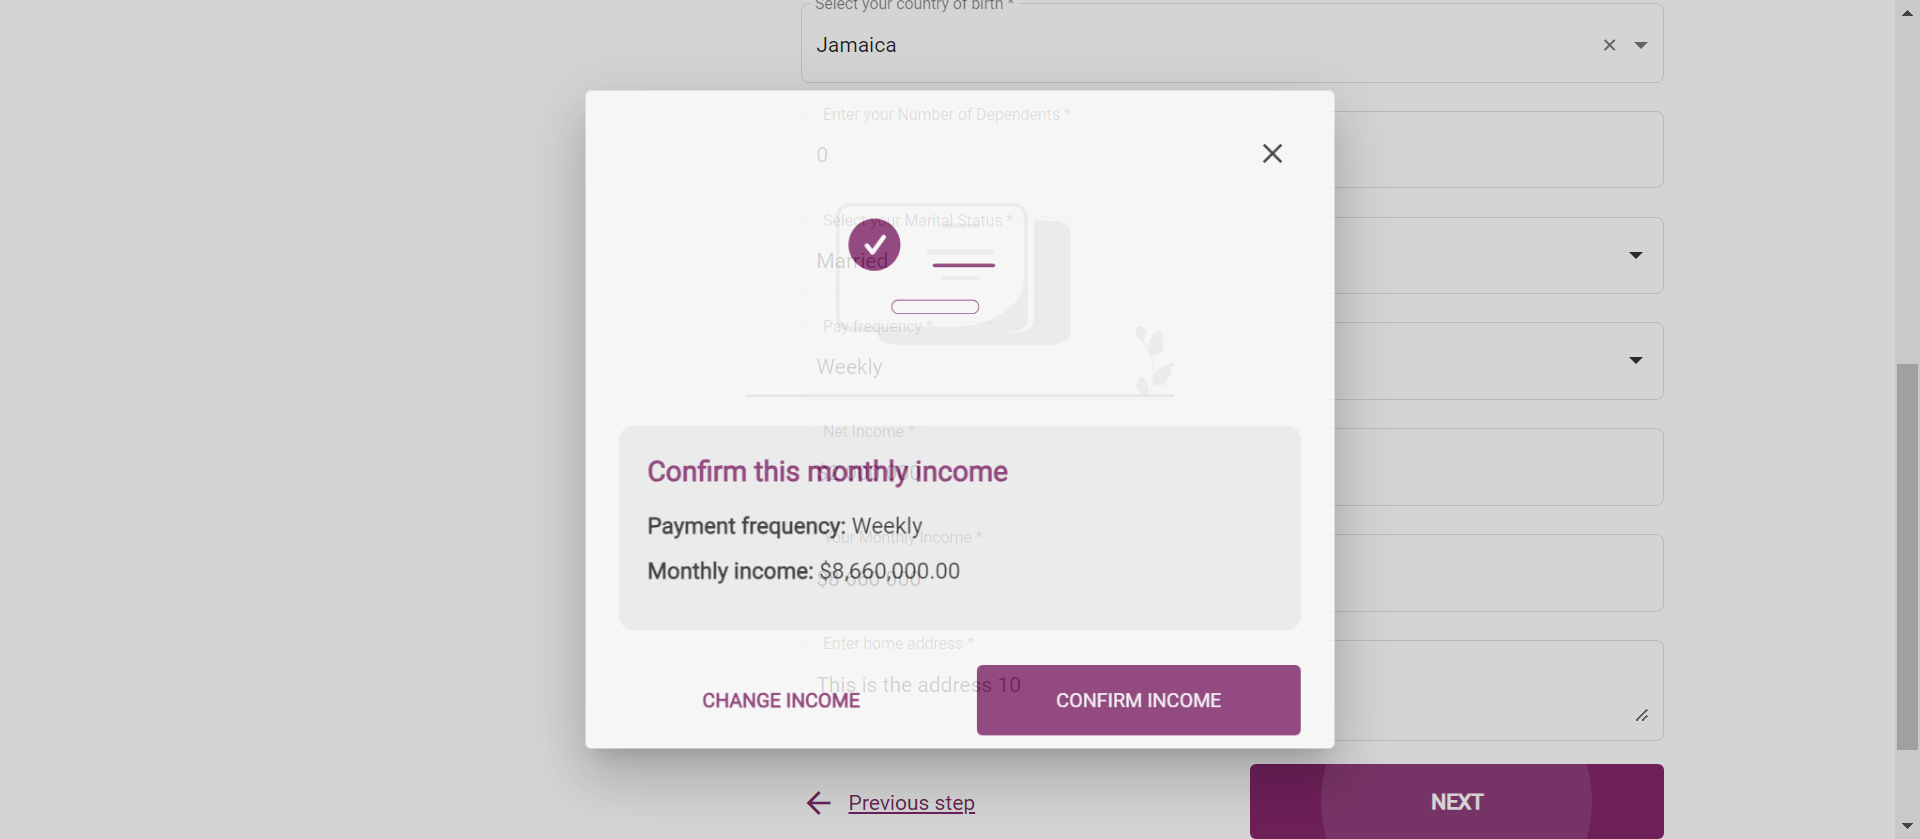 Select your country of birth *
Jamaica
Enter your Number of Dependents *
0
Select your Marital Status *
Married
Pay frequency *
Weekly
Net Income *
Confirm this monthly income
Payment frequency: Weekly
Your Monthly Income *
Monthly income: $8,660,000.00
$8 660 000
Enter home address *
This is the address 10
CHANGE INCOME
CONFIRM INCOME
Previous step
NEXT